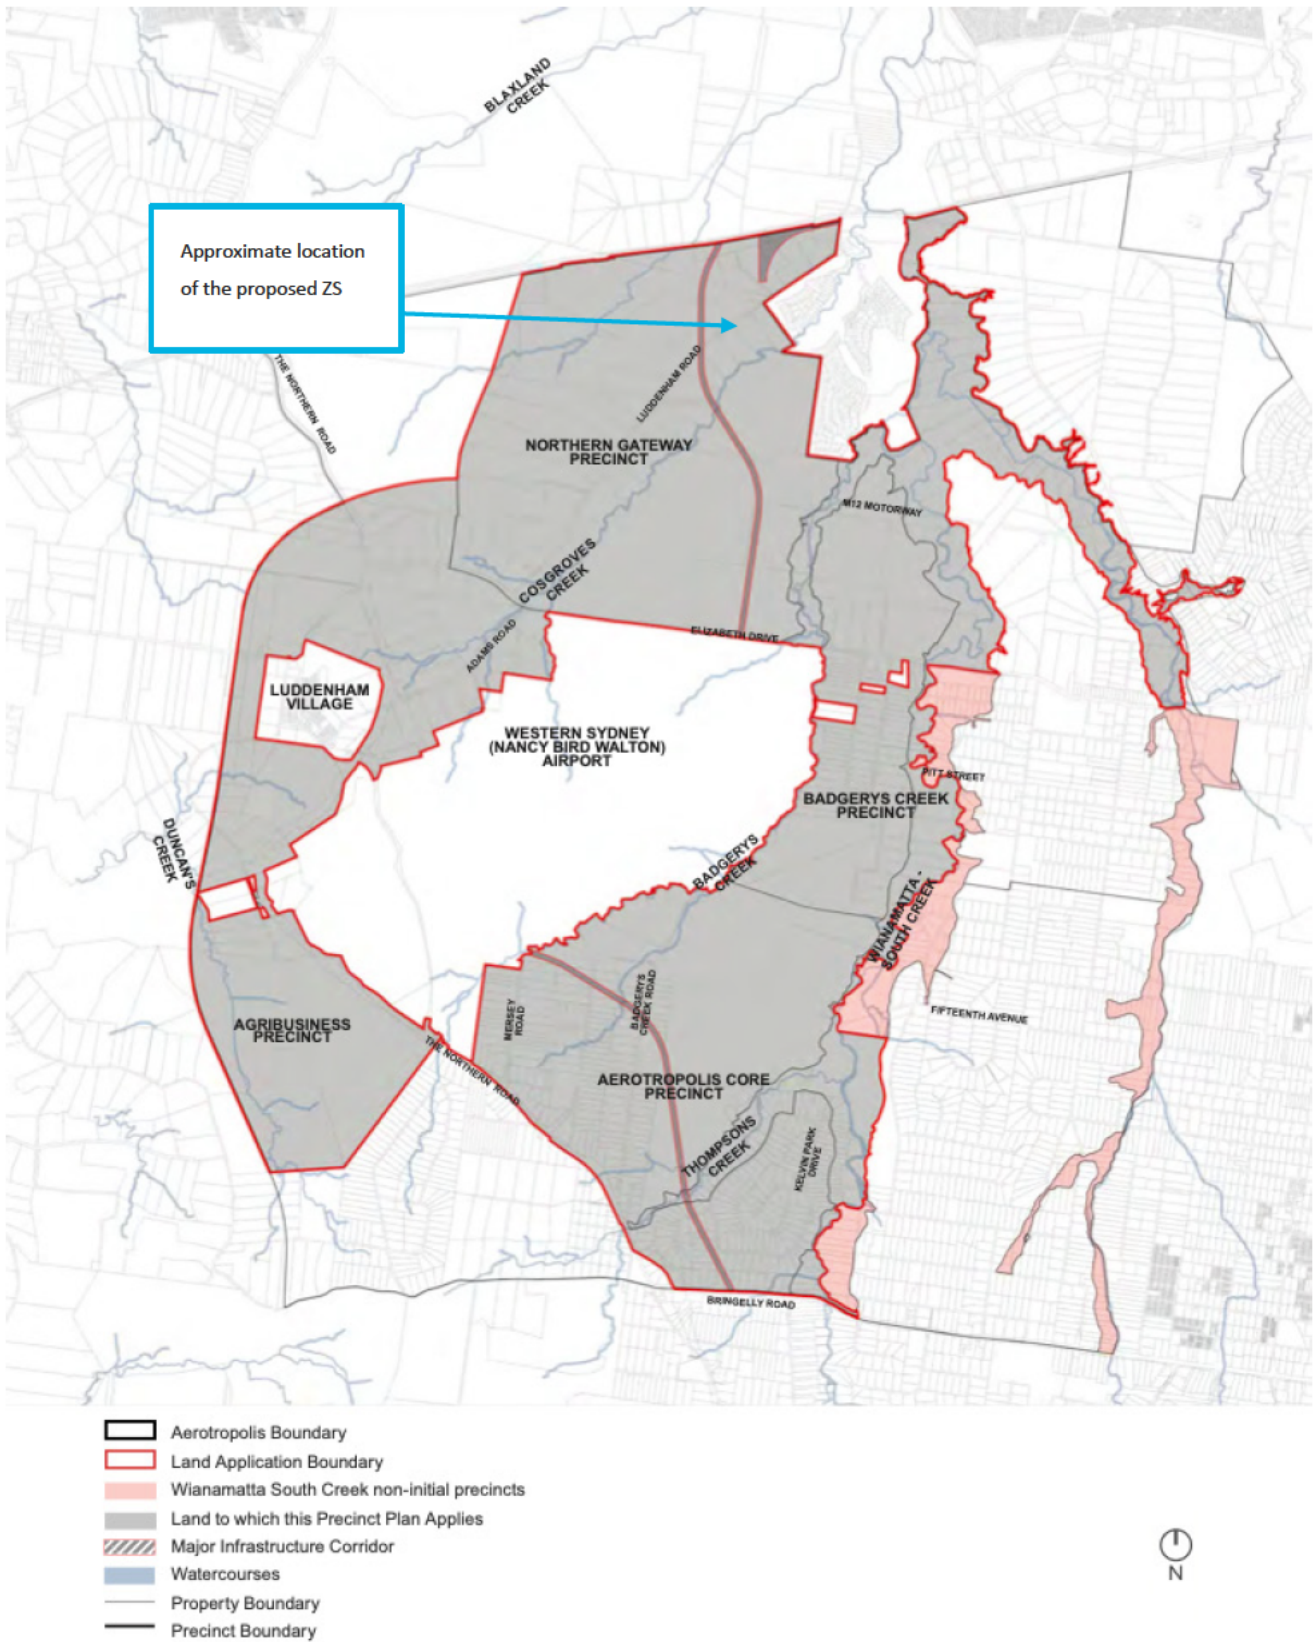 BLAXLAND
CREEK
Approximate location
of the proposed ZS
THE NORTHERN ROAD
LUDDENHAM ROAD
NORTHERN GATEWAY
PRECINCT
M12 MOTORWAY
COSGROVES
CREEK
ADAMS ROAD
ELIZABETH DRIVE
LUDDENHAM
VILLAGE
WESTERN SYDNEY
(NANCY BIRD WALTON)
AIRPORT
PITT STREET
BADGERYS CREEK
PRECINCT
DUNCAN'S
CREEK
BADGERYS
CREEK
WIANAMATTA -
SOUTH CREEK
MERSEY
ROAD
BADGERYS
CREEK ROAD
FIFTEENTH AVENUE
AGRIBUSINESS
PRECINCT
THE NORTHERN ROAD
AEROTROPOLIS CORE
PRECINCT
THOMPSONS
CREEK
KELVIN PARK
DRIVE
BRINGELLY ROAD
Aerotropolis Boundary
Land Application Boundary
Wianamatta South Creek non-initial precincts
Land to which this Precinct Plan Applies
Major Infrastructure Corridor
Watercourses
Property Boundary
Precinct Boundary
N